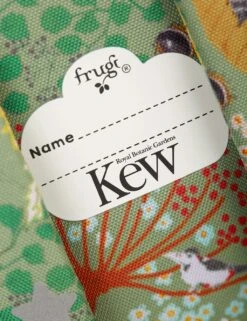 frugi®
Name
Royal Botanic Gardens
Kew